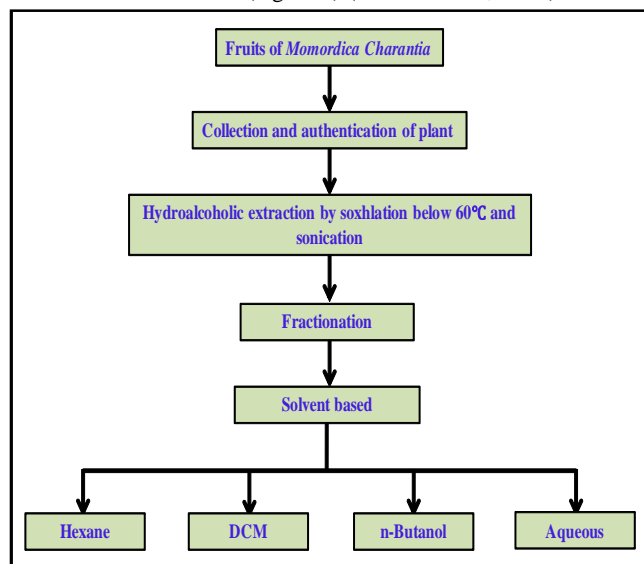 Fruits of Momordica Charantia
Collection and authentication of plant
Hydroalcoholic extraction by soxhlation below 60℃ and
sonication
Fractionation
Solvent based
Hexane
DCM
n-Butanol
Aqueous